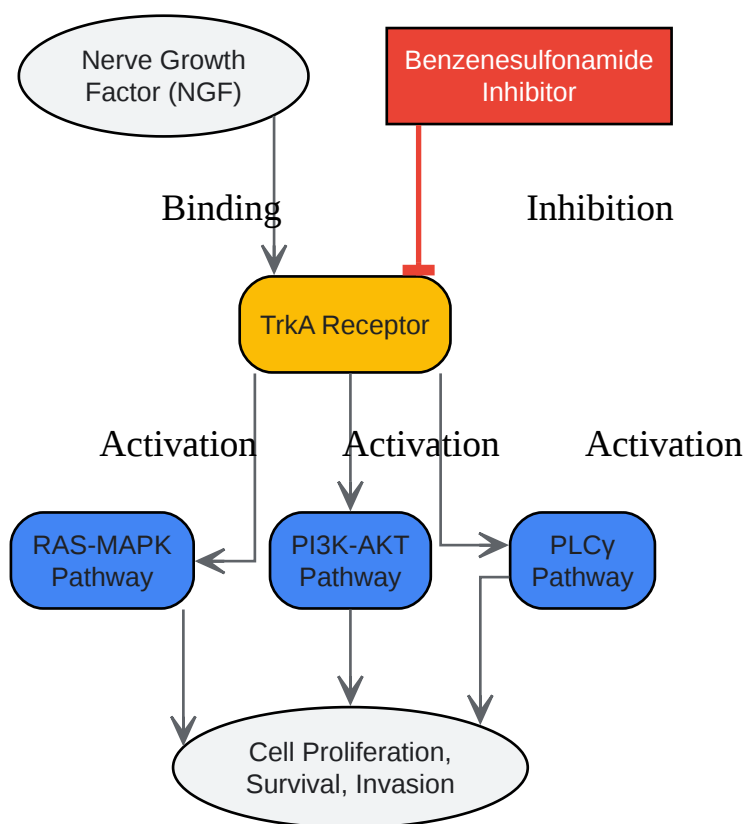 Nerve Growth
Factor (NGF)
Benzenesulfonamide
Inhibitor
Binding
Inhibition
TrkA Receptor
Activation
Activation
Activation
RAS-MAPK
Pathway
PI3K-AKT
Pathway
PLCγ
Pathway
Cell Proliferation,
Survival, Invasion